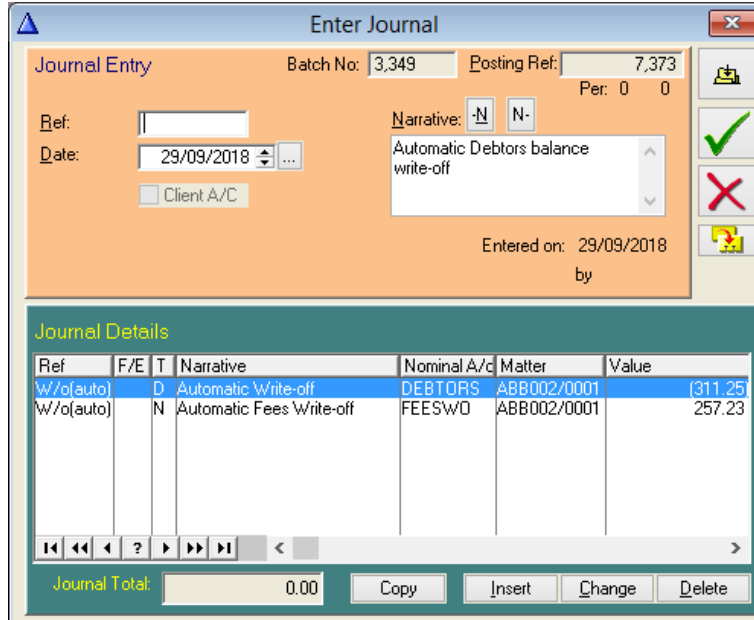 Enter Journal
Journal Entry
Batch No: 3,349
Posting Ref: 7,373
Per: 0 0
Ref:
Narrative: -N N-
Date: 29/09/2018 ...
Automatic Debtors balance
write-off
Client A/C
Entered on: 29/09/2018
by
Journal Details
Ref F/E T Narrative Nominal A/c Matter Value
W/o(auto) D Automatic Write-off DEBTORS ABB002/0001 (311.25)
W/o(auto) N Automatic Fees Write-off FEESWO ABB002/0001 257.23
?
Journal Total: 0.00 Copy Insert Change Delete